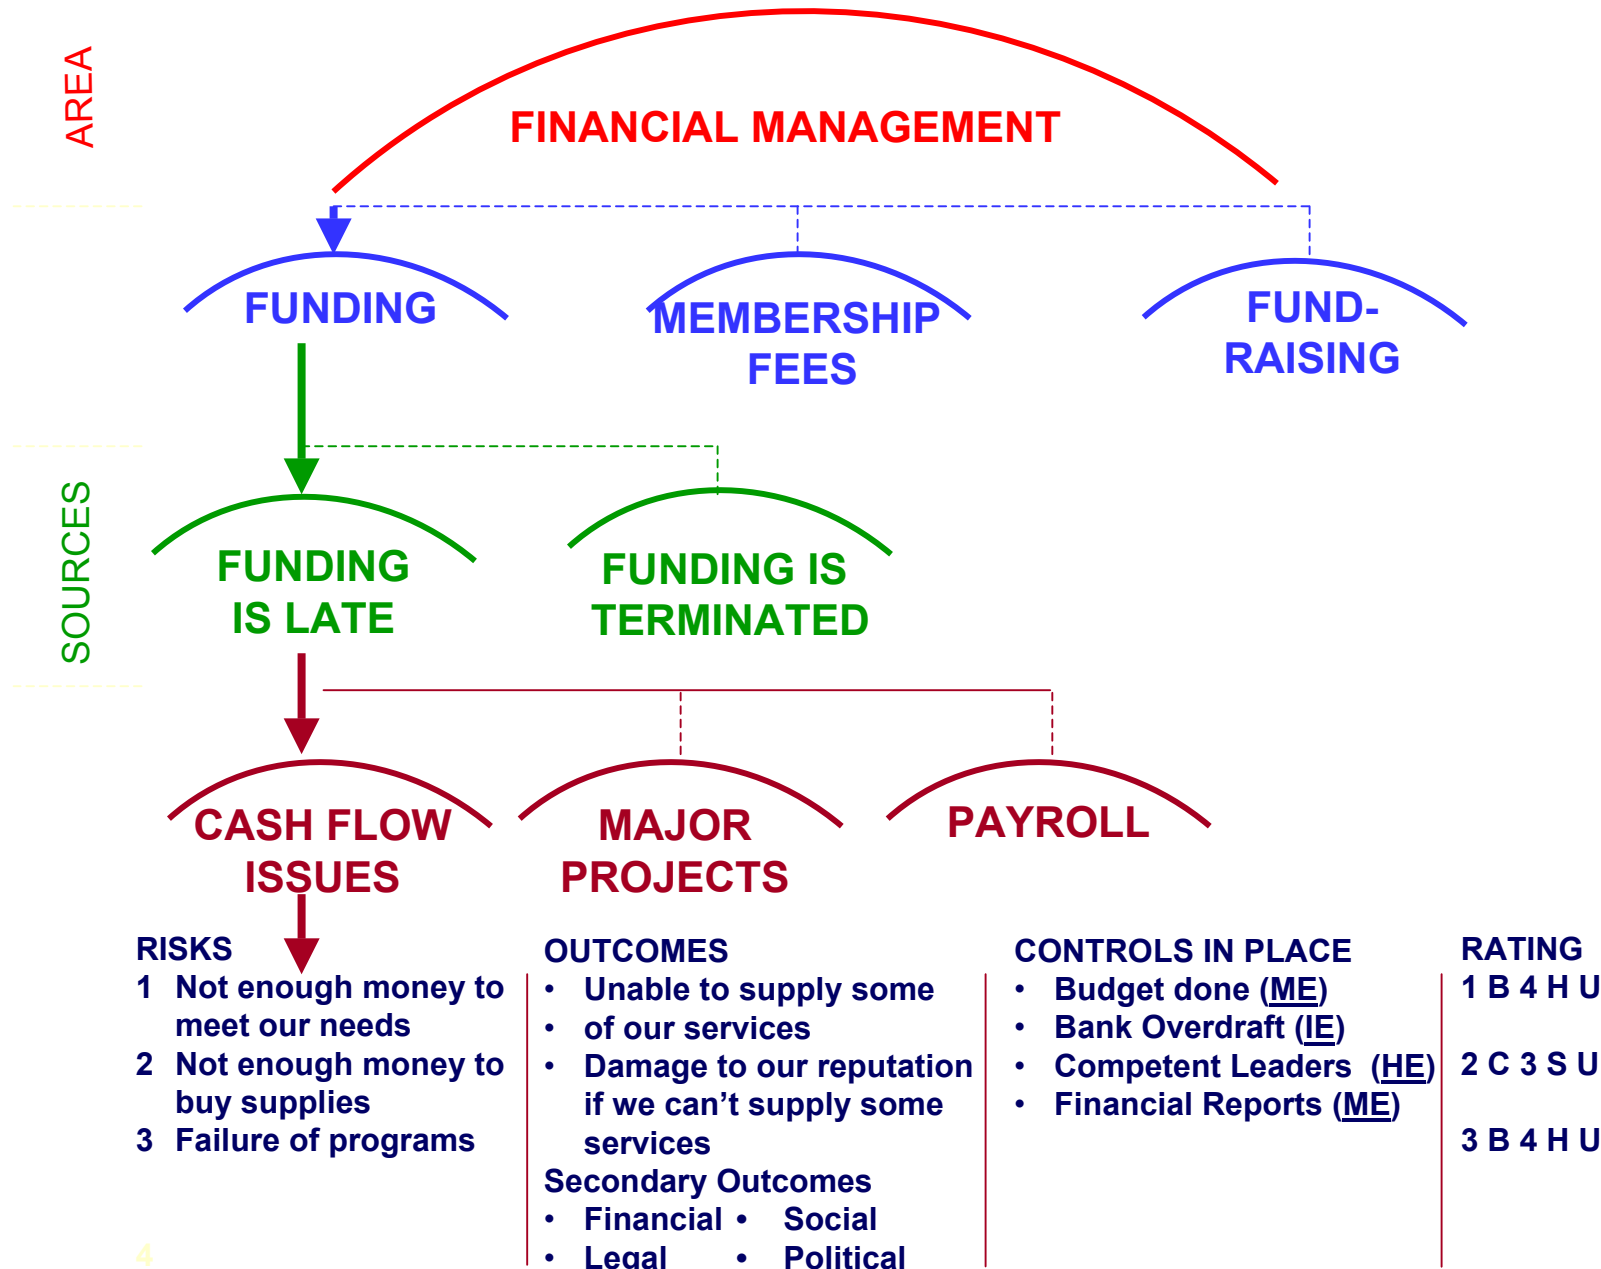 AREA
FINANCIAL MANAGEMENT
FUNDING
MEMBERSHIP
FEES
FUND-
RAISING
SOURCES
FUNDING
IS LATE
FUNDING IS
TERMINATED
CASH FLOW
ISSUES
MAJOR
PROJECTS
PAYROLL
RISKS
1 Not enough money to
meet our needs
2 Not enough money to
buy supplies
3 Failure of programs
OUTCOMES
• Unable to supply some
• of our services
• Damage to our reputation
if we can’t supply some
services
Secondary Outcomes
• Financial • Social
• Legal • Political
CONTROLS IN PLACE
• Budget done (ME)
• Bank Overdraft (IE)
• Competent Leaders (HE)
• Financial Reports (ME)
RATING
1 B 4 H U
2 C 3 S U
3 B 4 H U
4